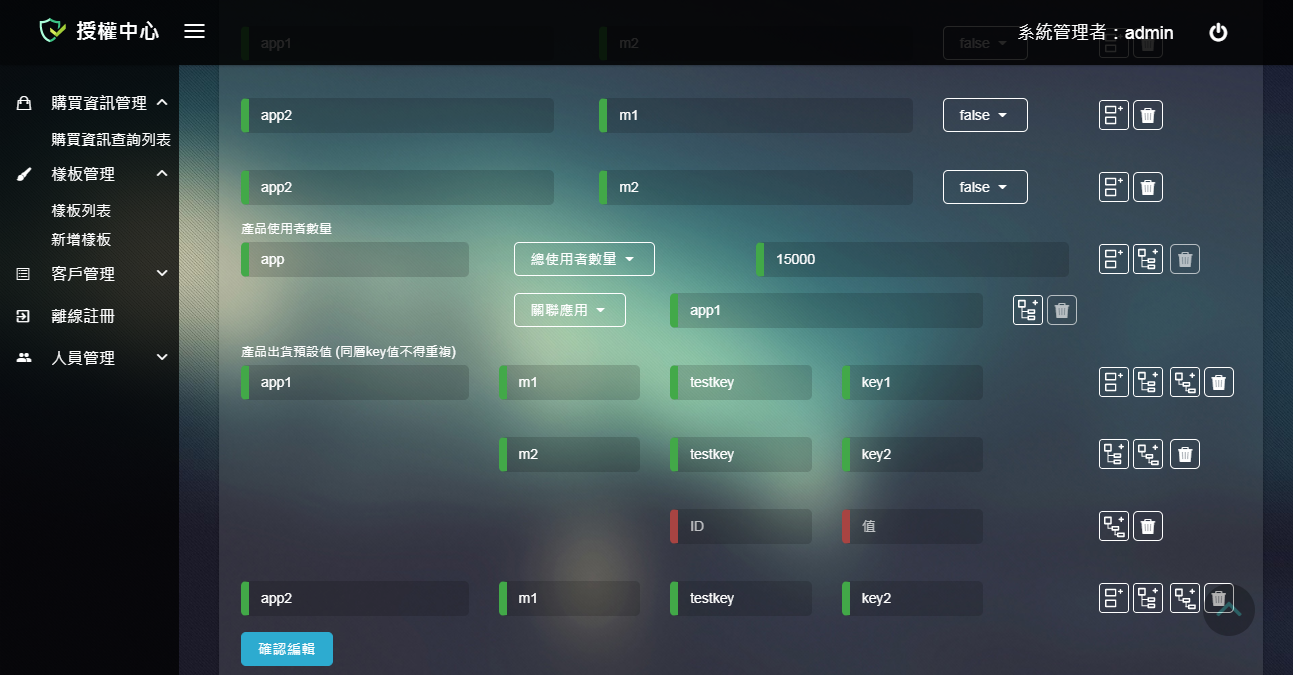 授權中心
系統管理者：admin
app1 m2 false
購買資訊管理
購買資訊查詢列表
樣板管理
樣板列表
新增樣板
客戶管理
離線註冊
人員管理
app2 m1 false
app2 m2 false
產品使用者數量
app 總使用者數量 15000
關聯應用 app1
產品出貨預設值 (同層key值不得重複)
app1 m1 testkey key1
m2 testkey key2
ID 值
app2 m1 testkey key2
確認編輯